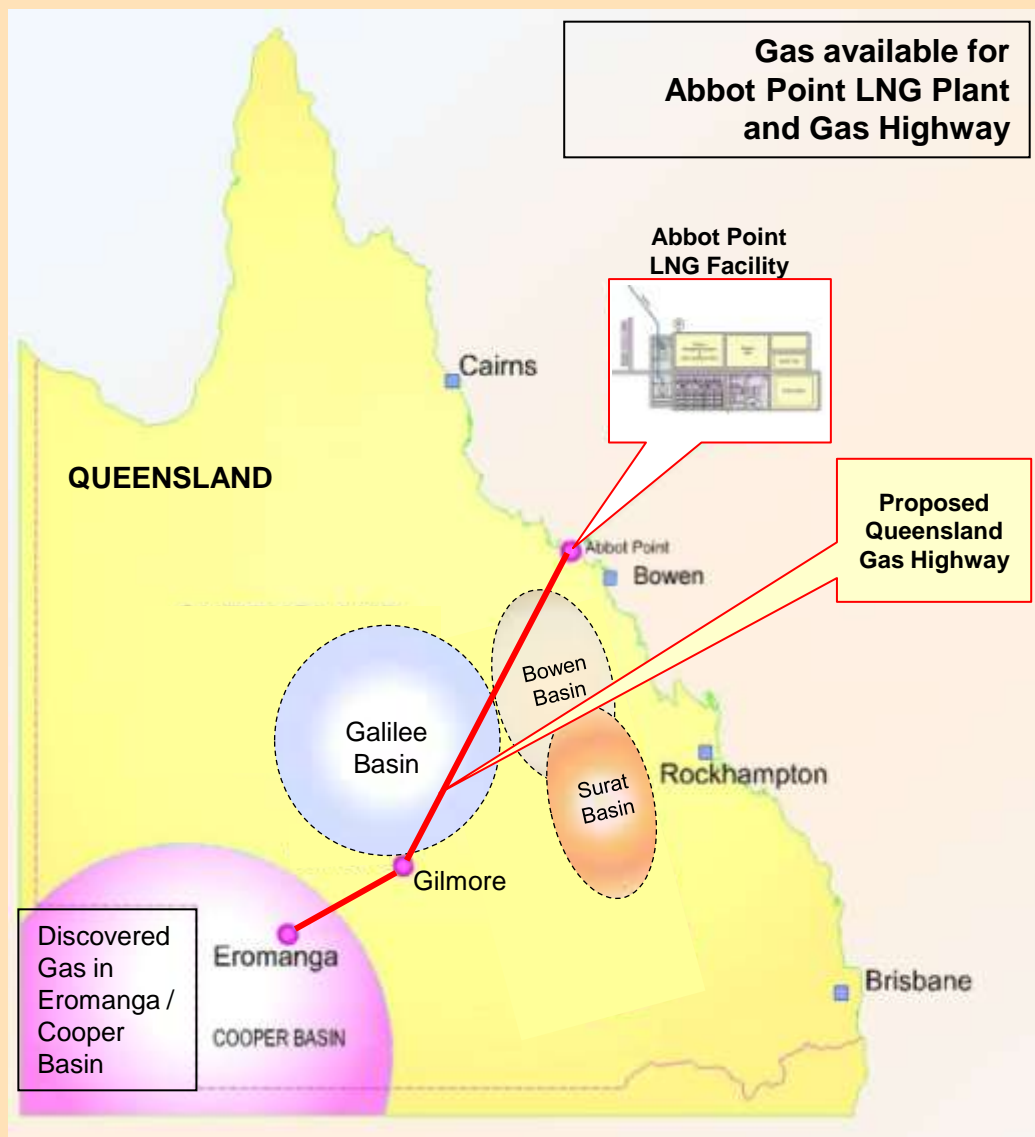 Gas available for
Abbot Point LNG Plant
and Gas Highway
Abbot Point
LNG Facility
Cairns
QUEENSLAND
Proposed
Queensland
Gas Highway
Abbot Point
Bowen
Bowen
Basin
Galilee
Basin
Rockhampton
Surat
Basin
Gilmore
Discovered
Gas in
Eromanga /
Cooper
Basin
Eromanga
COOPER BASIN
Brisbane